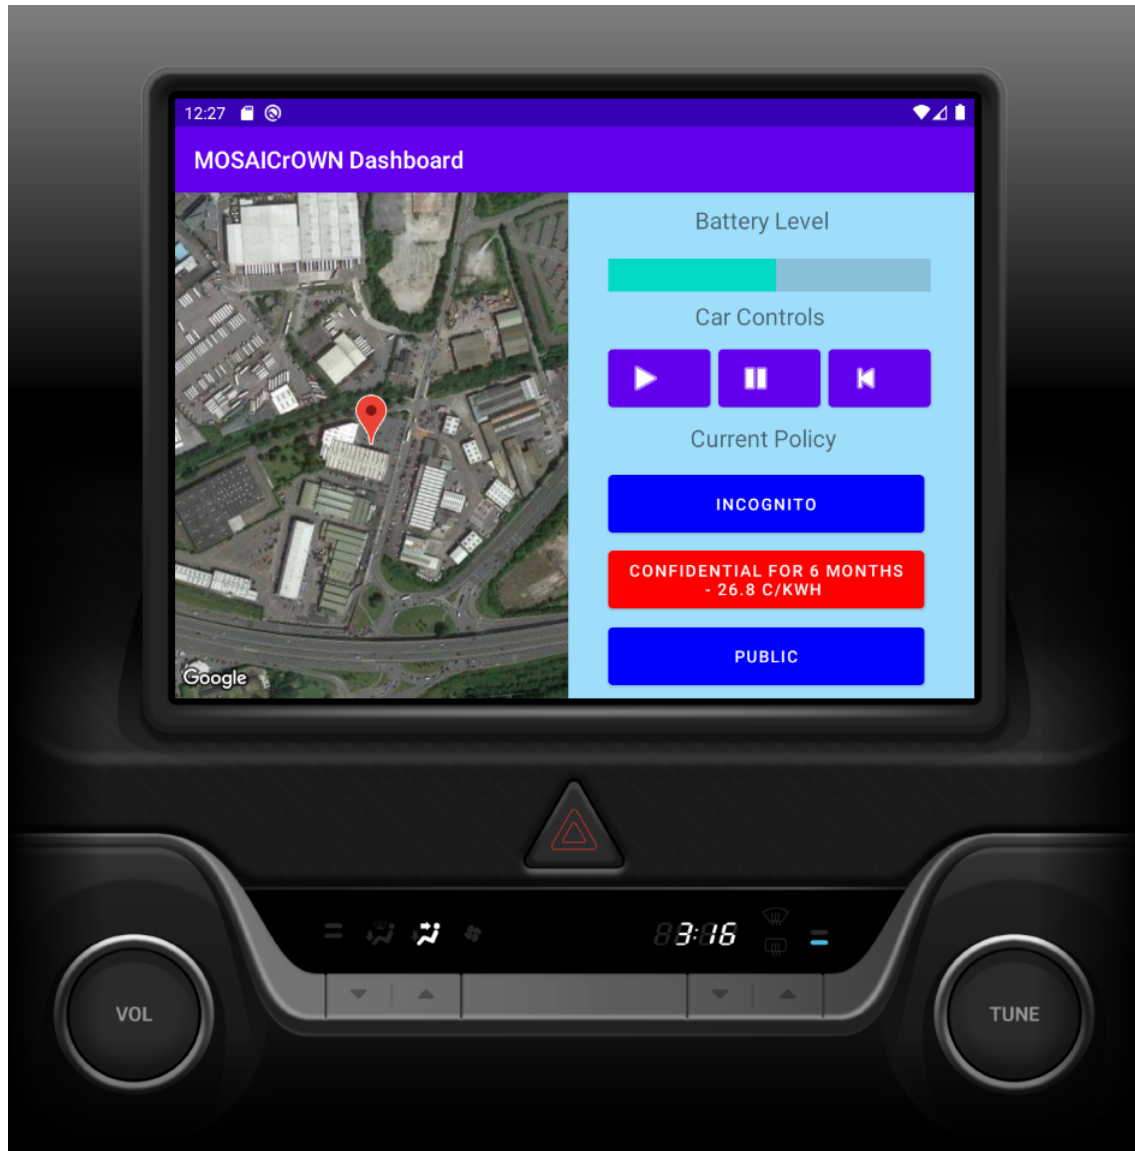 12:27
MOSAICrOWN Dashboard
Battery Level
Car Controls
Current Policy
INCOGNITO
CONFIDENTIAL FOR 6 MONTHS
- 26.8 C/KWH
PUBLIC
Google
3:16
VOL
TUNE